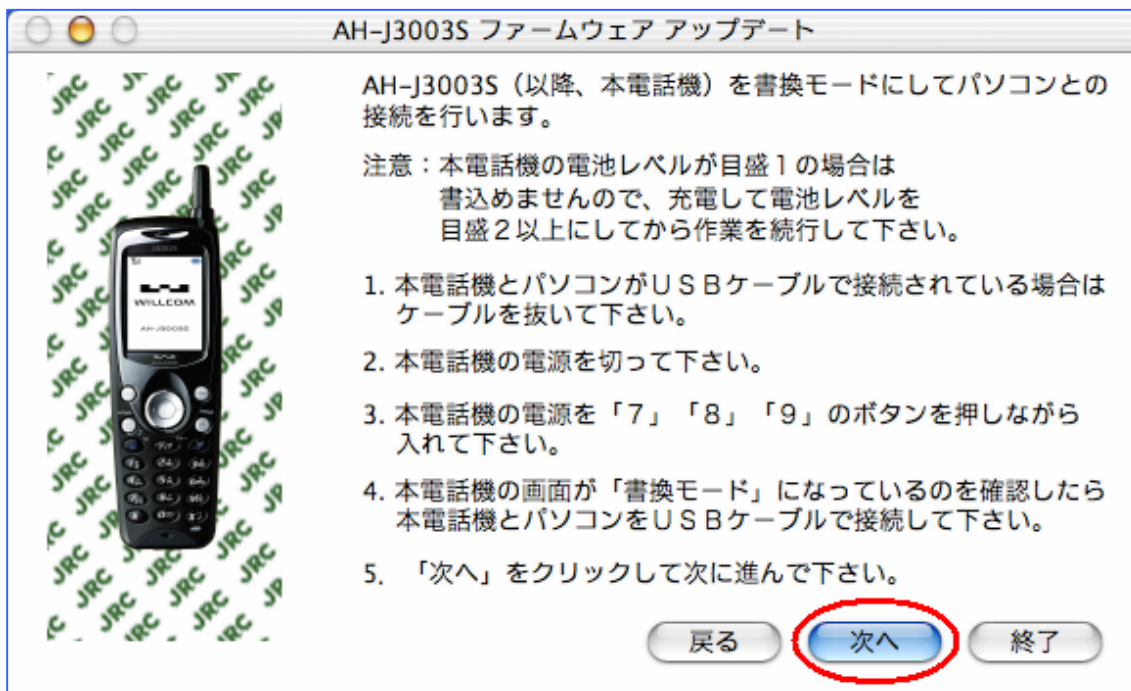 AH-J3003S ファームウェア アップデート
AH-J3003S（以降、本電話機）を書換モードにしてパソコンとの
接続を行います。
注意：本電話機の電池レベルが目盛１の場合は
書込めませんので、充電して電池レベルを
目盛２以上にしてから作業を続行して下さい。
1. 本電話機とパソコンがＵＳＢケーブルで接続されている場合は
ケーブルを抜いて下さい。
2. 本電話機の電源を切って下さい。
3. 本電話機の電源を「７」「８」「９」のボタンを押しながら
入れて下さい。
4. 本電話機の画面が「書換モード」になっているのを確認したら
本電話機とパソコンをＵＳＢケーブルで接続して下さい。
5. 「次へ」をクリックして次に進んで下さい。
戻る 次へ 終了
JRC
WILLCOM
AH-J3003S